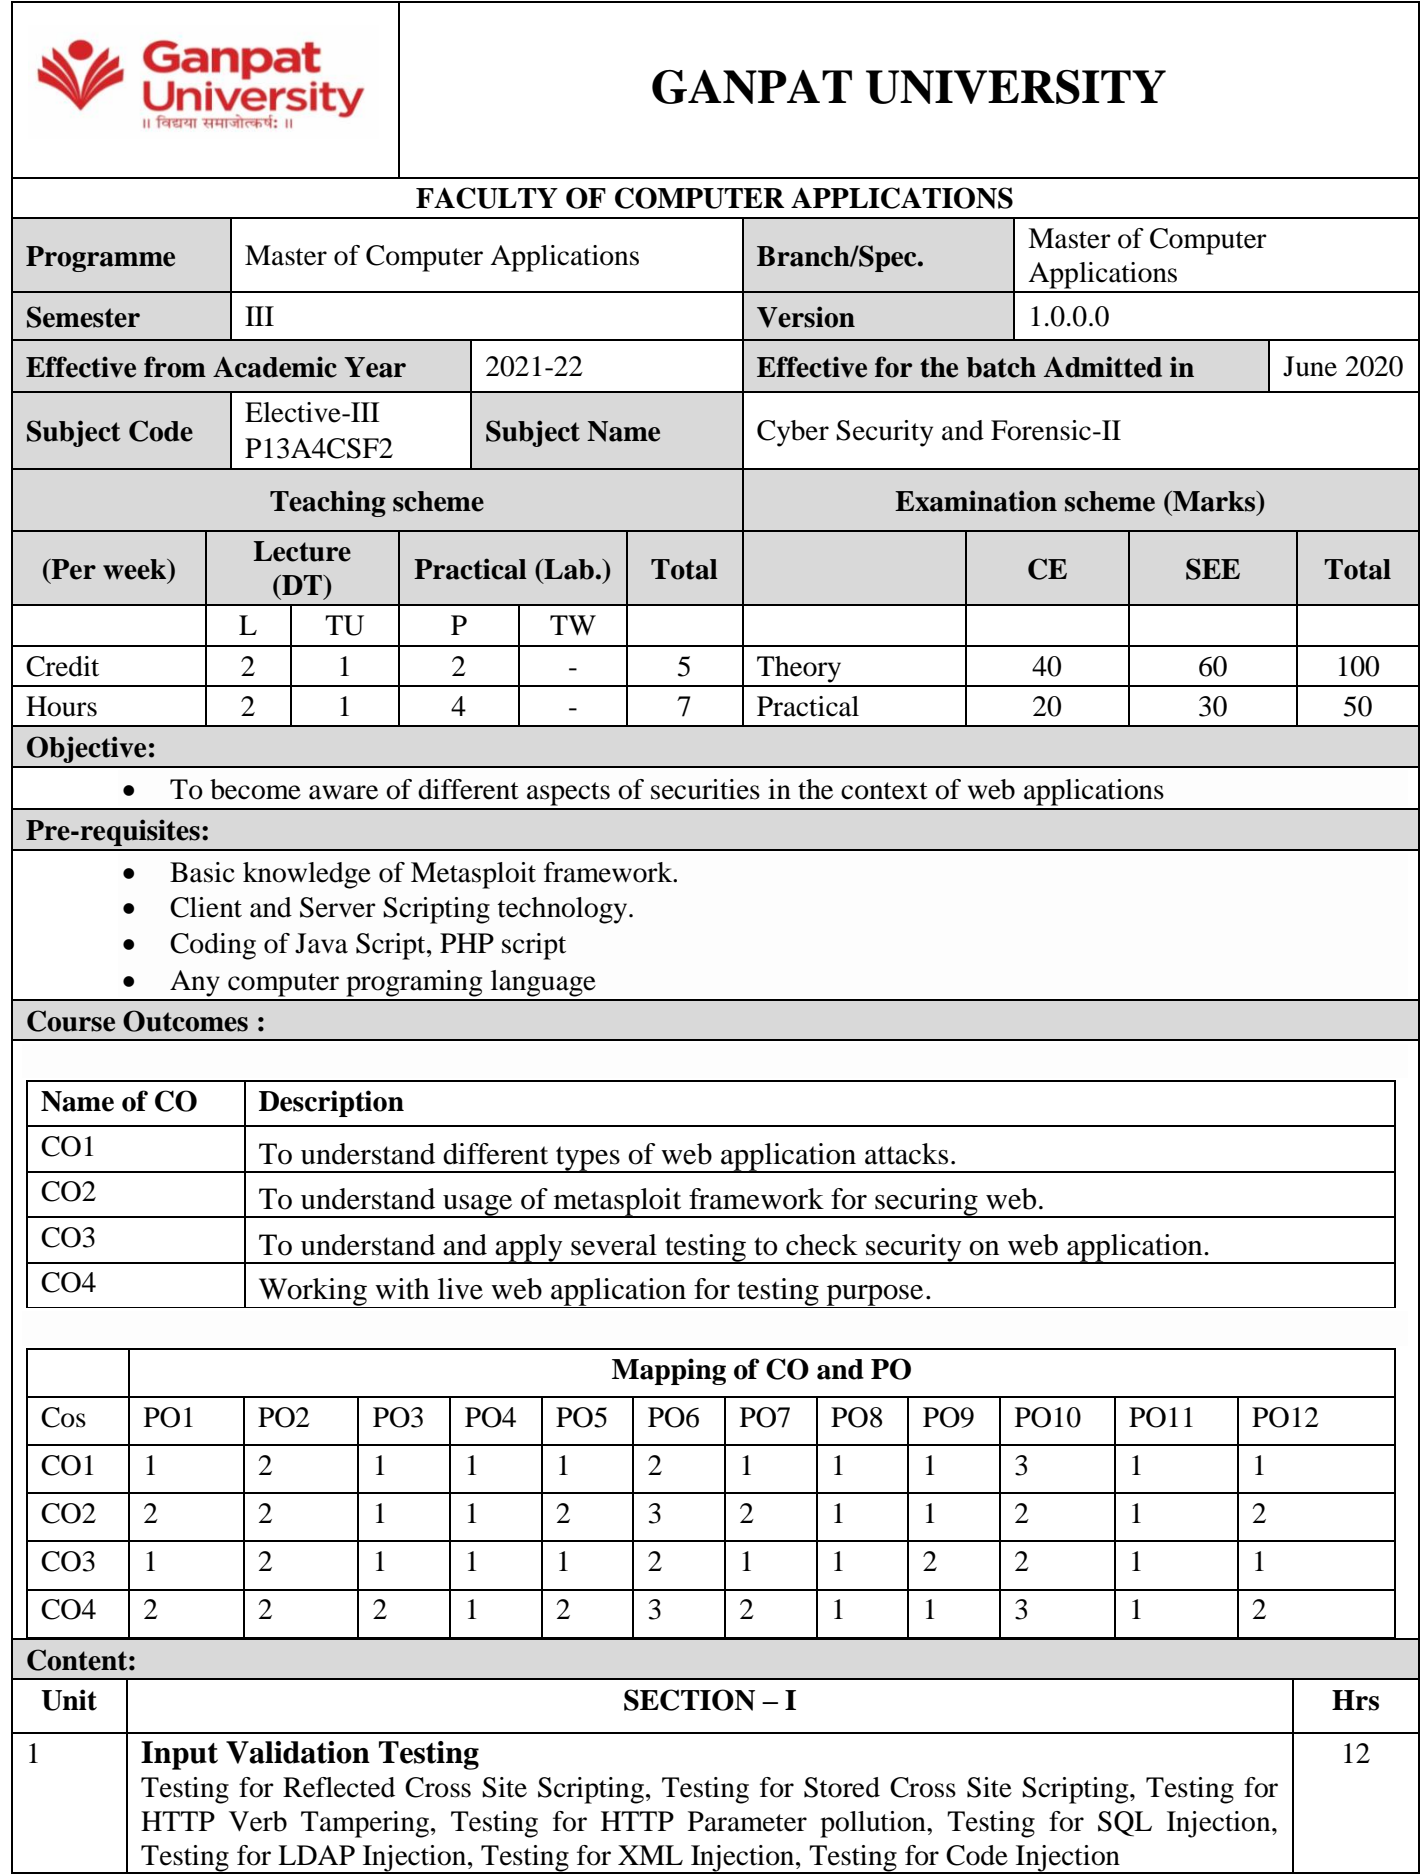 Ganpat
University
॥ विद्यया समाजोत्कर्षः ॥
GANPAT UNIVERSITY
FACULTY OF COMPUTER APPLICATIONS
Programme Master of Computer Applications Branch/Spec. Master of Computer
Applications
Semester III Version 1.0.0.0
Effective from Academic Year 2021-22 Effective for the batch Admitted in June 2020
Subject Code Elective-III
P13A4CSF2 Subject Name Cyber Security and Forensic-II
Teaching scheme Examination scheme (Marks)
(Per week) Lecture
(DT) Practical (Lab.) Total CE SEE Total
L TU P TW
Credit 2 1 2 - 5 Theory 40 60 100
Hours 2 1 4 - 7 Practical 20 30 50
Objective:
• To become aware of different aspects of securities in the context of web applications
Pre-requisites:
• Basic knowledge of Metasploit framework.
• Client and Server Scripting technology.
• Coding of Java Script, PHP script
• Any computer programing language
Course Outcomes :
Name of CO Description
CO1 To understand different types of web application attacks.
CO2 To understand usage of metasploit framework for securing web.
CO3 To understand and apply several testing to check security on web application.
CO4 Working with live web application for testing purpose.
Mapping of CO and PO
Cos PO1 PO2 PO3 PO4 PO5 PO6 PO7 PO8 PO9 PO10 PO11 PO12
CO1 1 2 1 1 1 2 1 1 1 3 1 1
CO2 2 2 1 1 2 3 2 1 1 2 1 2
CO3 1 2 1 1 1 2 1 1 2 2 1 1
CO4 2 2 2 1 2 3 2 1 1 3 1 2
Content:
Unit SECTION – I Hrs
1 Input Validation Testing 12
Testing for Reflected Cross Site Scripting, Testing for Stored Cross Site Scripting, Testing for
HTTP Verb Tampering, Testing for HTTP Parameter pollution, Testing for SQL Injection,
Testing for LDAP Injection, Testing for XML Injection, Testing for Code Injection